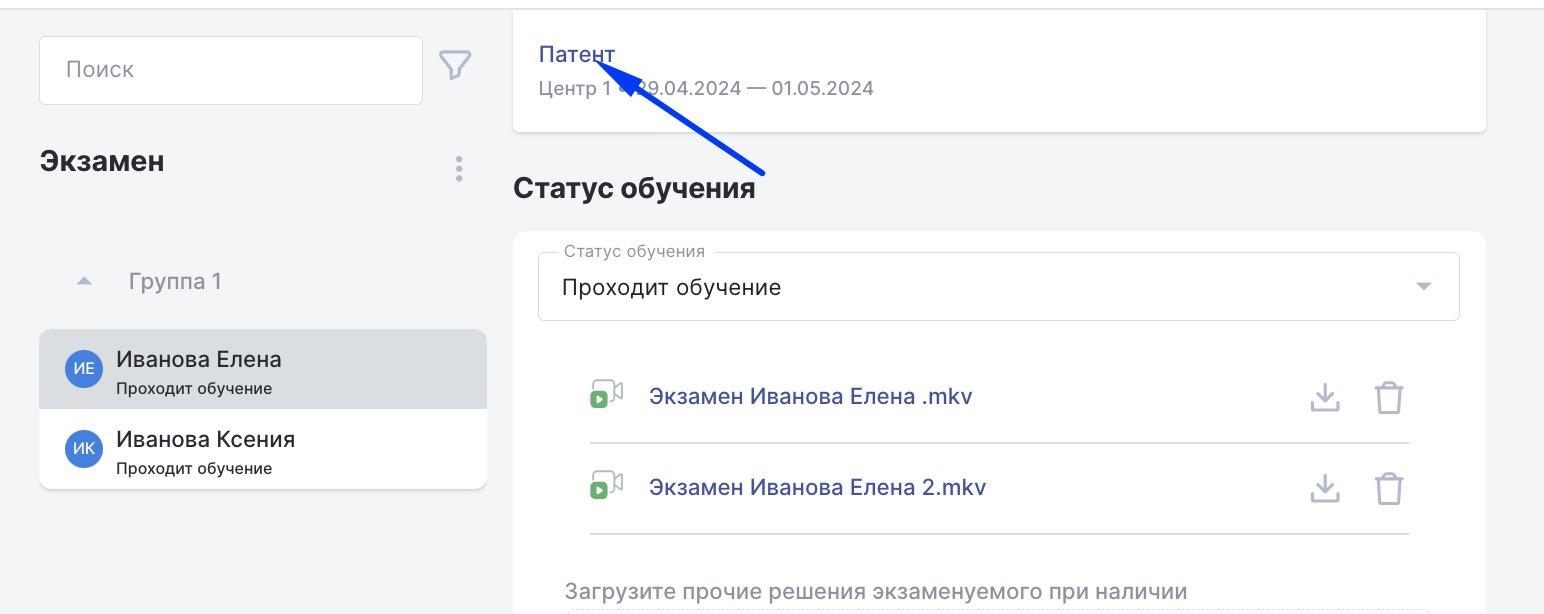 Поиск
Экзамен
Группа 1
ИЕ
Иванова Елена
Проходит обучение
ИК
Иванова Ксения
Проходит обучение
Патент
Центр 1 • 29.04.2024 — 01.05.2024
Статус обучения
Статус обучения
Проходит обучение
Экзамен Иванова Елена .mkv
Экзамен Иванова Елена 2.mkv
Загрузите прочие решения экзаменуемого при наличии